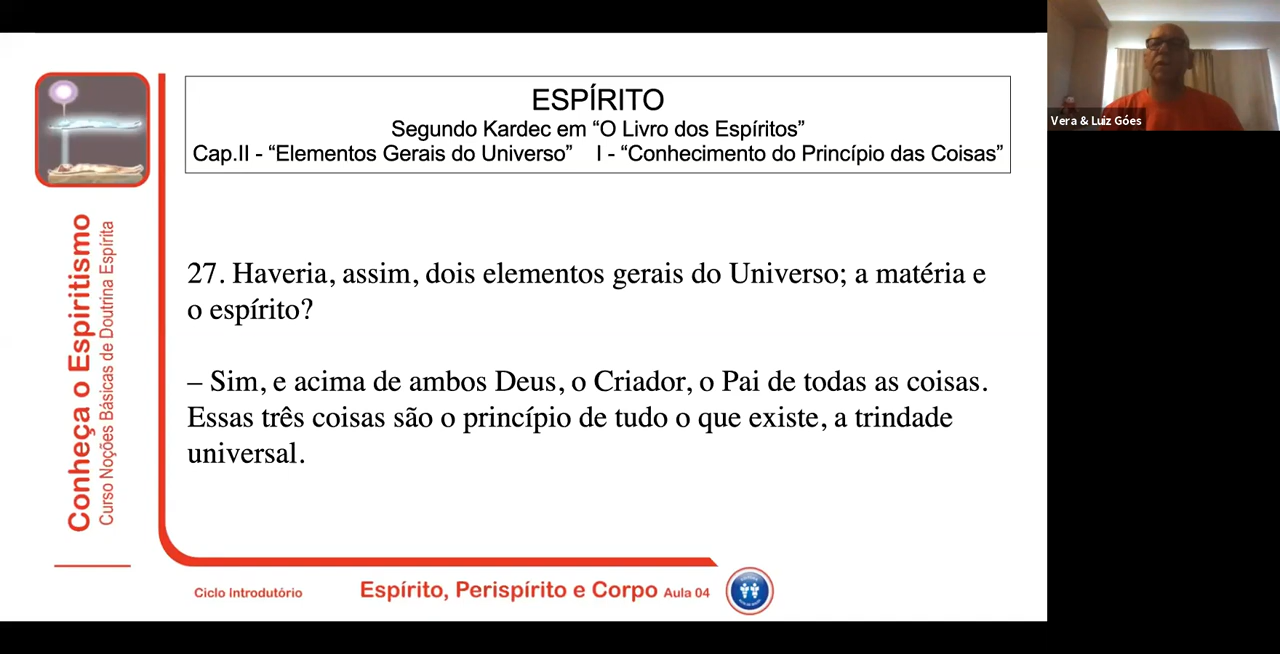 ESPÍRITO
Segundo Kardec em “O Livro dos Espíritos”
Cap.II - “Elementos Gerais do Universo” I - “Conhecimento do Princípio das Coisas”
27. Haveria, assim, dois elementos gerais do Universo; a matéria e
o espírito?
– Sim, e acima de ambos Deus, o Criador, o Pai de todas as coisas.
Essas três coisas são o princípio de tudo o que existe, a trindade
universal.
Conheça o Espiritismo
Curso Noções Básicas de Doutrina Espírita
Ciclo Introdutório
Espírito, Perispírito e Corpo Aula 04
Vera & Luiz Góes